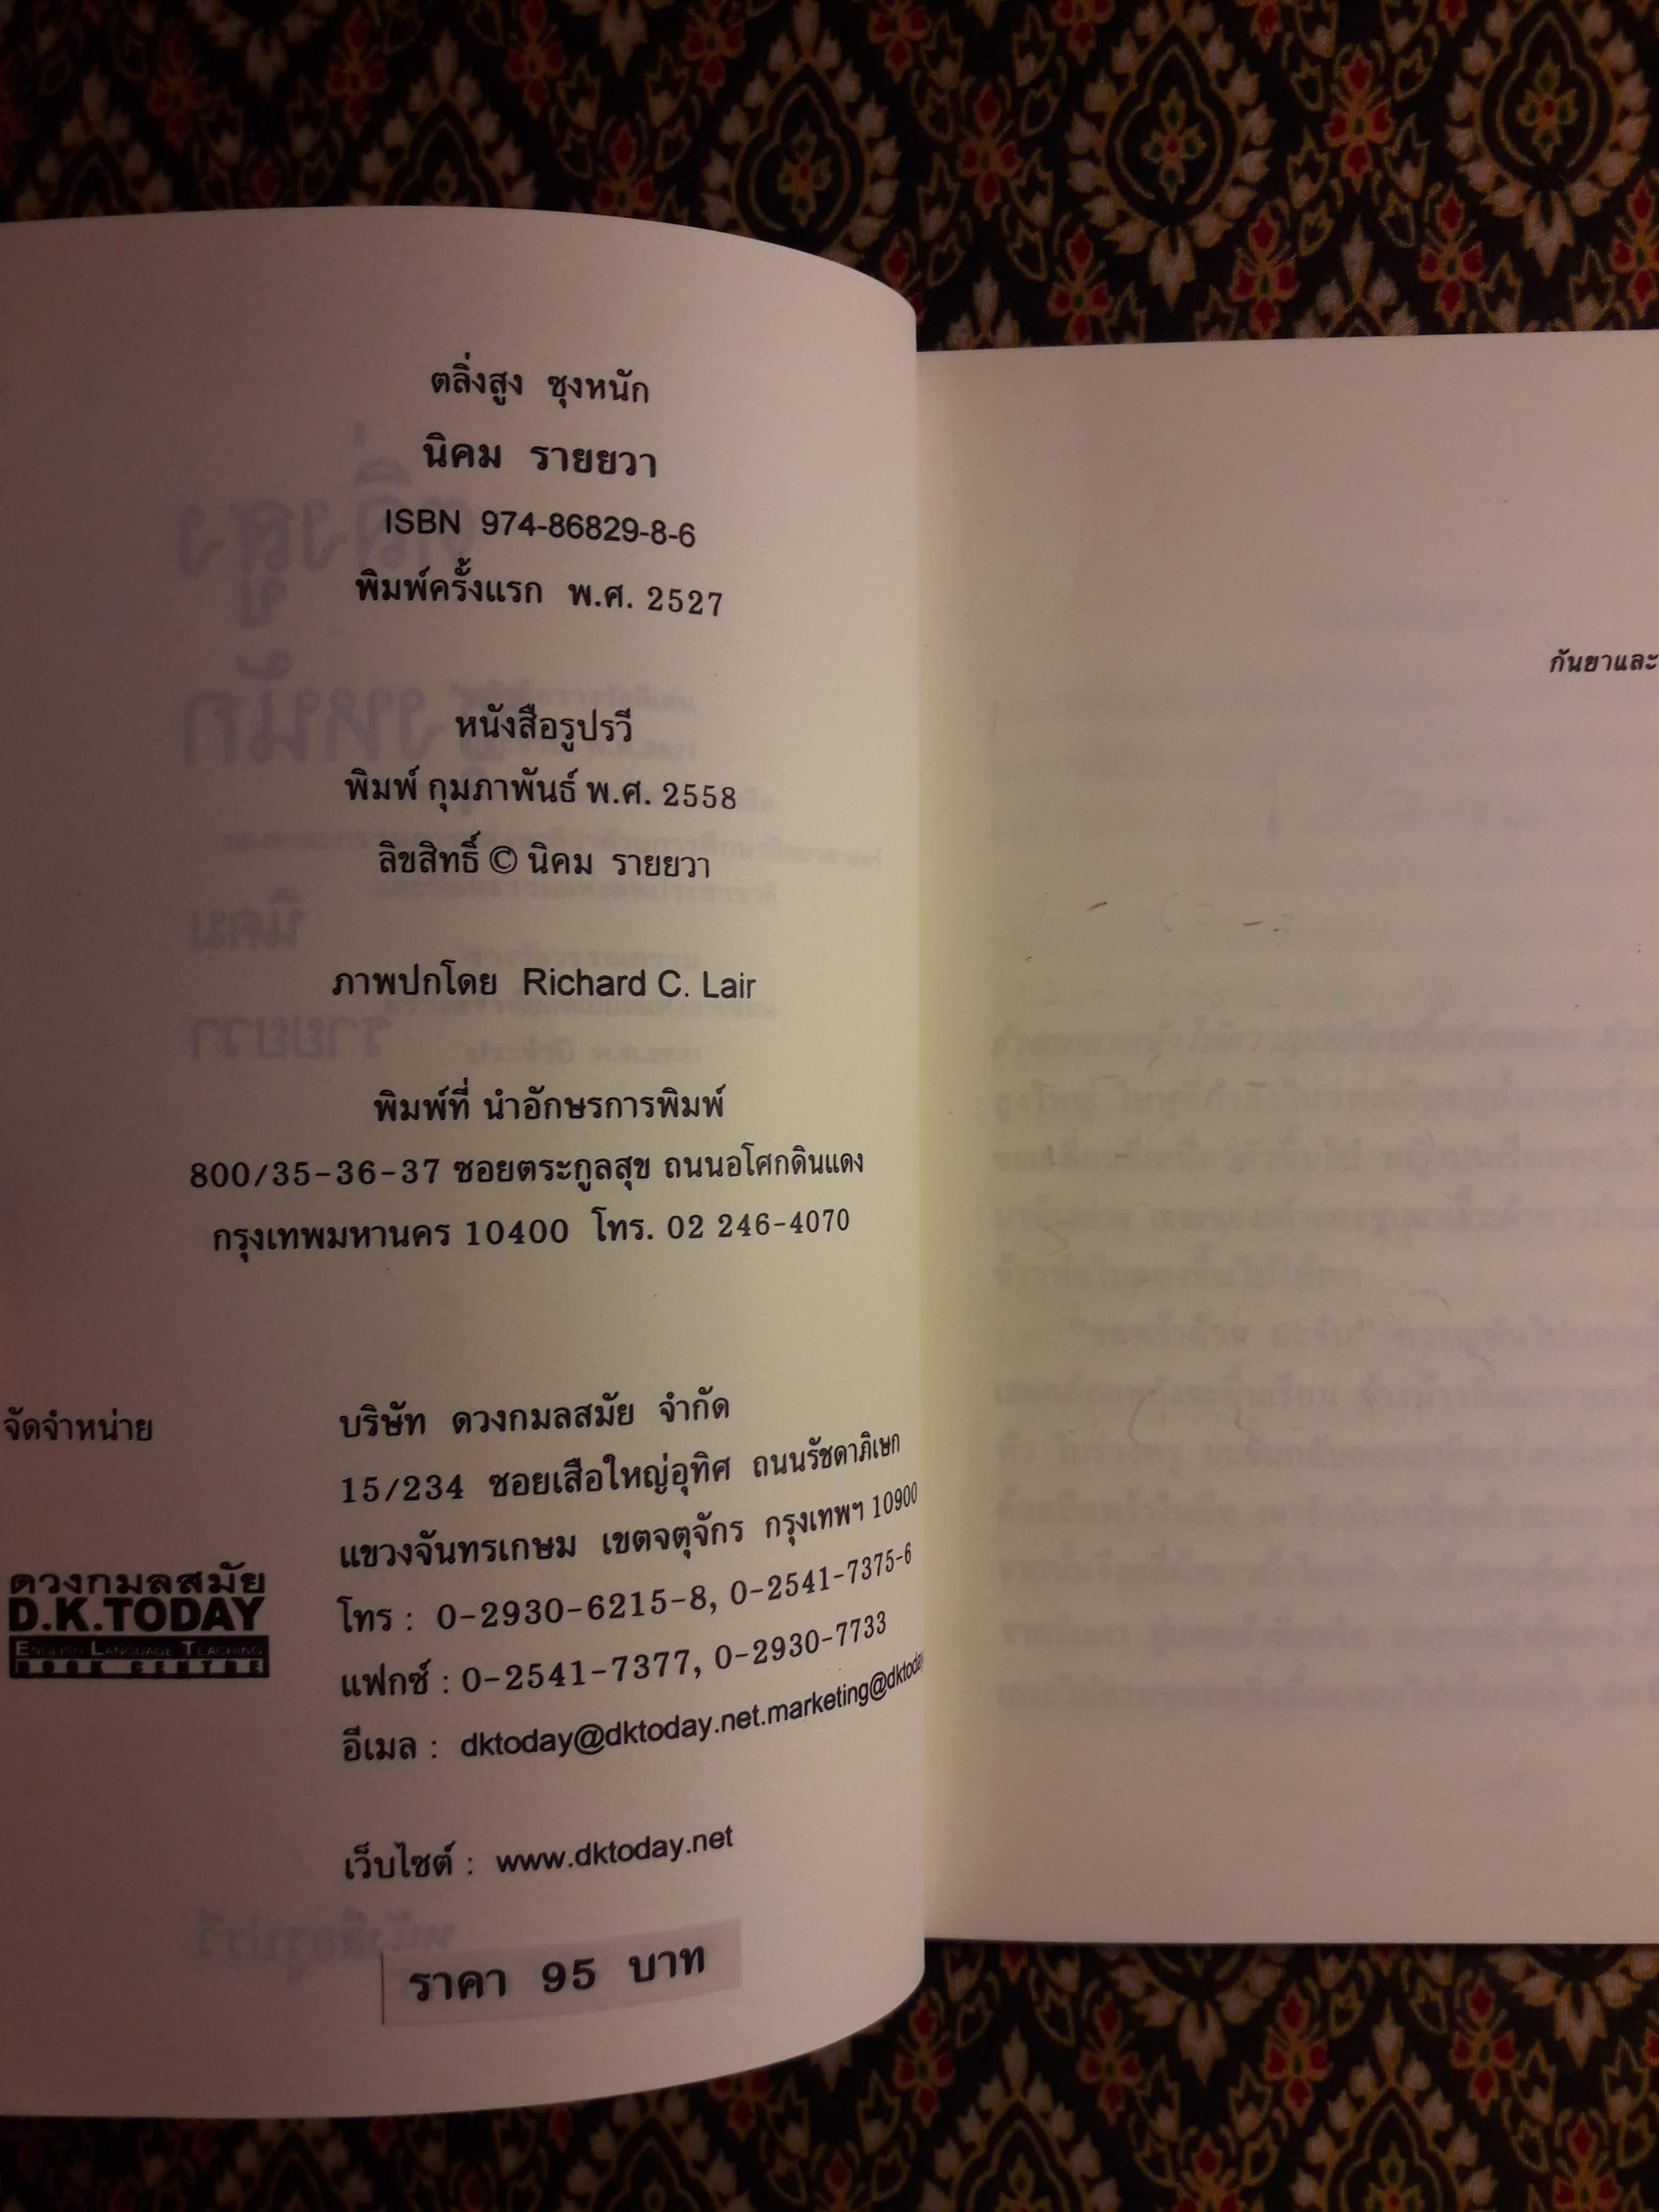 ตลิ่งสูง ซุงหนัก
นิคม รายยวา
ISBN 974-86829-8-6
พิมพ์ครั้งแรก พ.ศ. 2527
หนังสือรูปรวี
พิมพ์ กุมภาพันธ์ พ.ศ. 2558
ลิขสิทธิ์ © นิคม รายยวา
ภาพปกโดย Richard C. Lair
พิมพ์ที่ นำอักษรการพิมพ์
800/35-36-37 ซอยตระกูลสุข ถนนอโศกดินแดง
กรุงเทพมหานคร 10400 โทร. 02 246-4070
จัดจำหน่าย
บริษัท ดวงกมลสมัย จำกัด
15/234 ซอยเสือใหญ่อุทิศ ถนนรัชดาภิเษก
แขวงจันทรเกษม เขตจตุจักร กรุงเทพฯ 10900
โทร : 0-2930-6215-8, 0-2541-7375-6
แฟกซ์ : 0-2541-7377, 0-2930-7733
อีเมล : dktoday@dktoday.net.marketing@dktoday
เว็บไซต์ : www.dktoday.net
ดวงกมลสมัย
D.K.TODAY
ENGLISH LANGUAGE TEACHING
BOOK CENTRE
ราคา 95 บาท
กันยาและ